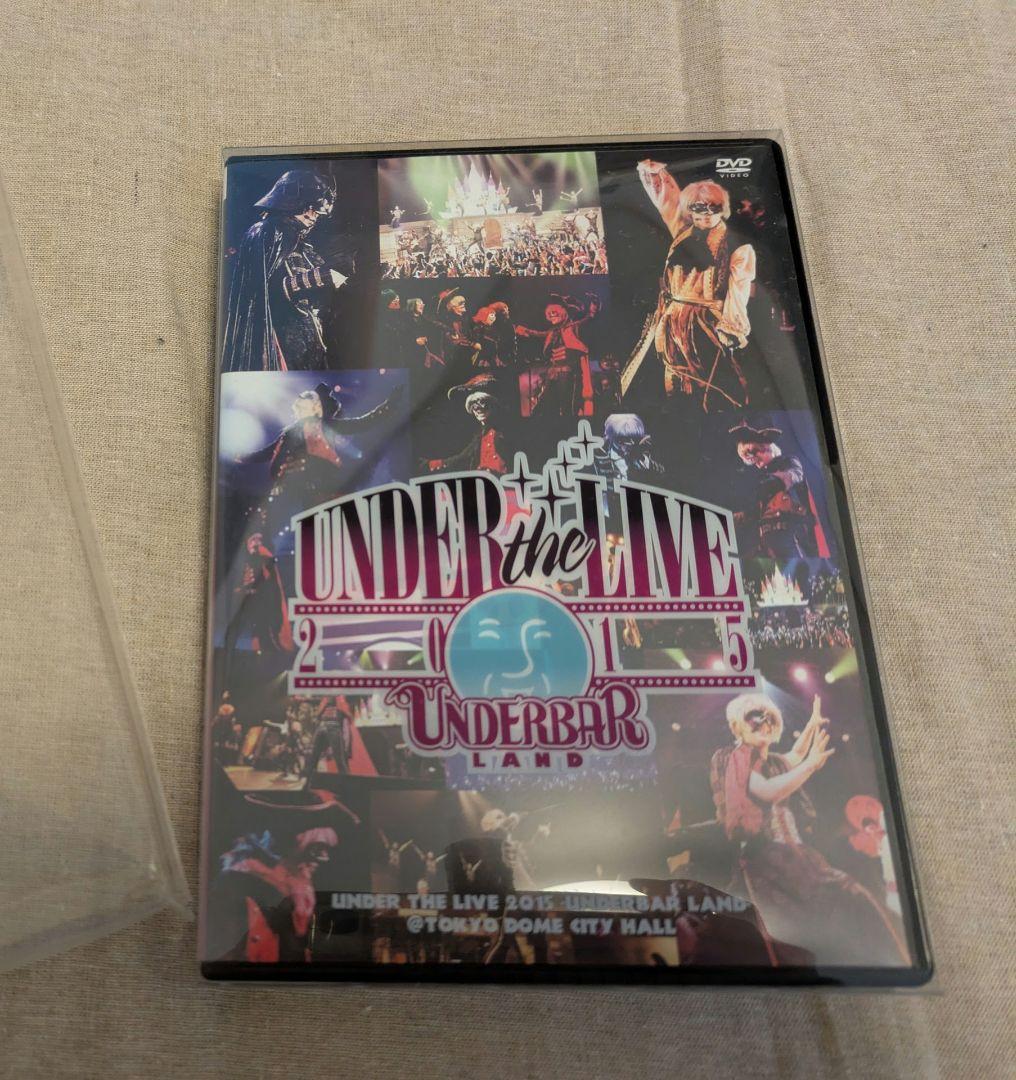 DVD
VIDEO
UNDER the LIVE
2015
UNDERBAR
LAND
UNDER THE LIVE 2015 UNDERBAR LAND
@TOKYO DOME CITY HALL